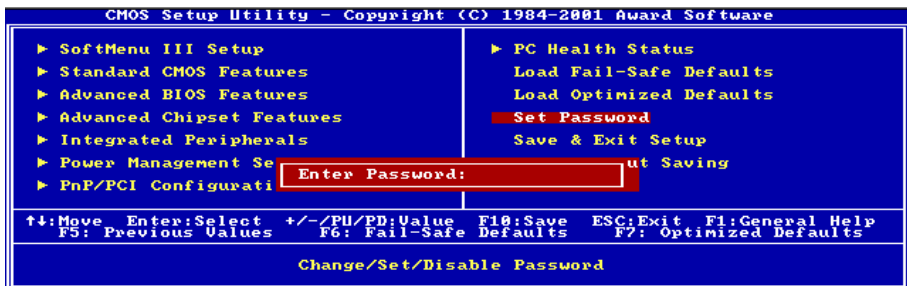 CMOS Setup Utility - Copyright (C) 1984-2001 Award Software
► SoftMenu III Setup
► Standard CMOS Features
► Advanced BIOS Features
► Advanced Chipset Features
► Integrated Peripherals
► Power Management Se
► PnP/PCI Configurati
► PC Health Status
Load Fail-Safe Defaults
Load Optimized Defaults
Set Password
Save & Exit Setup
ut Saving
Enter Password:
↑↓:Move Enter:Select +/-/PU/PD:Value F10:Save ESC:Exit F1:General Help
F5: Previous Values F6: Fail-Safe Defaults F7: Optimized Defaults
Change/Set/Disable Password